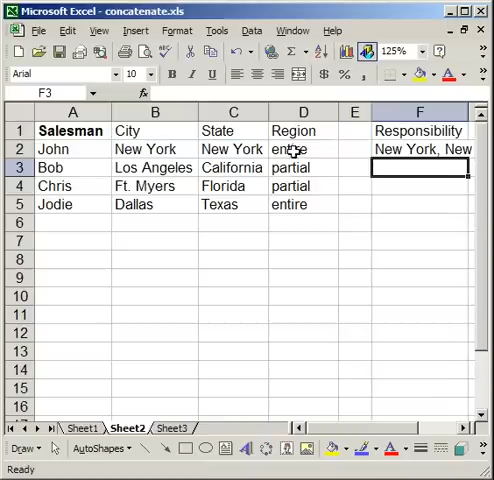 Microsoft Excel - concatenate.xls
File Edit View Insert Format Tools Data Window Help
125%
Arial 10 B I U $ %
F3 fx
A B C D E F
1 Salesman City State Region Responsibility
2 John New York New York entire New York, New
3 Bob Los Angeles California partial
4 Chris Ft. Myers Florida partial
5 Jodie Dallas Texas entire
6
7
8
9
10
11
12
13
14
15
16
17
Sheet1 Sheet2 Sheet3
Draw AutoShapes
Ready